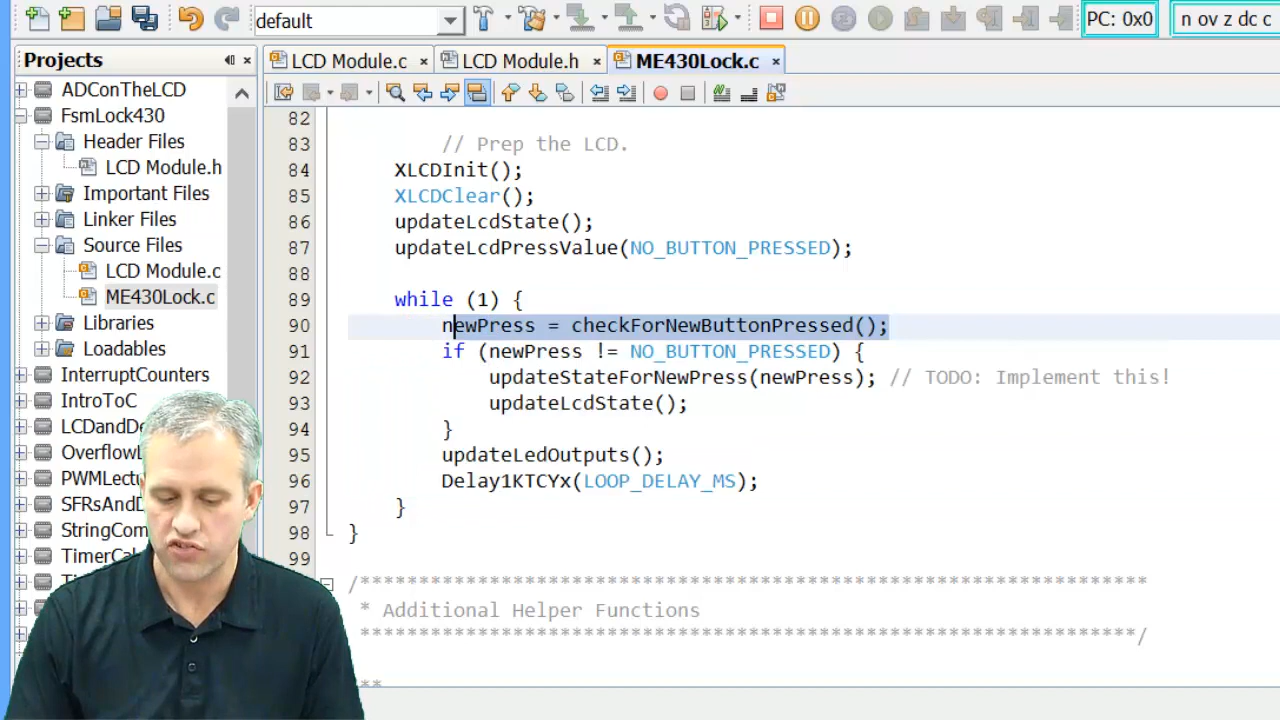 default
PC: 0x0
n ov z dc c
Projects
LCD Module.c
LCD Module.h
ME430Lock.c
ADConTheLCD
FsmLock430
Header Files
LCD Module.h
Important Files
Linker Files
Source Files
LCD Module.c
ME430Lock.c
Libraries
Loadables
InterruptCounters
IntroToC
LCDandDe
OverflowL
PWMLectu
SFRsAndD
StringCom
TimerCal
82
83 // Prep the LCD.
84 XLCDInit();
85 XLCDClear();
86 updateLcdState();
87 updateLcdPressValue(NO_BUTTON_PRESSED);
88
89 while (1) {
90 newPress = checkForNewButtonPressed();
91 if (newPress != NO_BUTTON_PRESSED) {
92 updateStateForNewPress(newPress); // TODO: Implement this!
93 updateLcdState();
94 }
95 updateLedOutputs();
96 Delay1KTCYx(LOOP_DELAY_MS);
97 }
98 }
99
/*******************************************************************
* Additional Helper Functions
*******************************************************************/
**